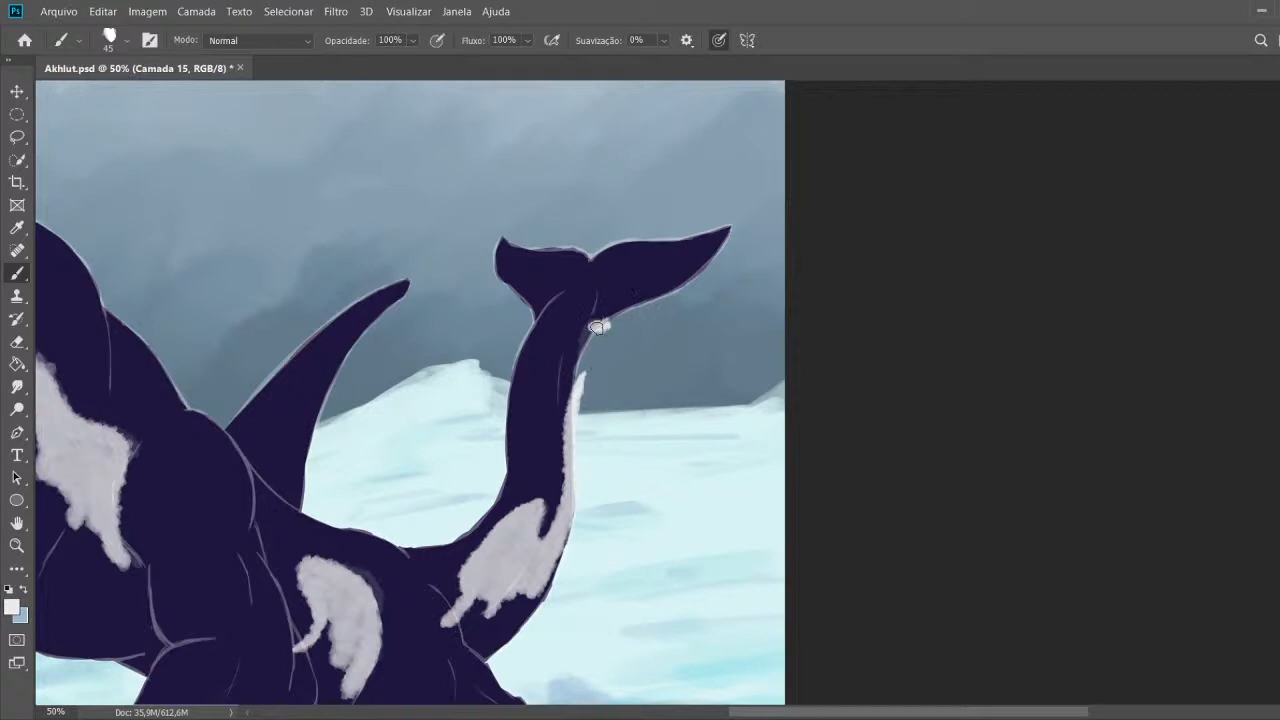 Ps Arquivo Editar Imagem Camada Texto Selecionar Filtro 3D Visualizar Janela Ajuda
45 Modo: Normal Opacidade: 100% Fluxo: 100% Suavização: 0%
Akhlut.psd @ 50% (Camada 15, RGB/8) *
50% Doc: 35,9M/612,6M